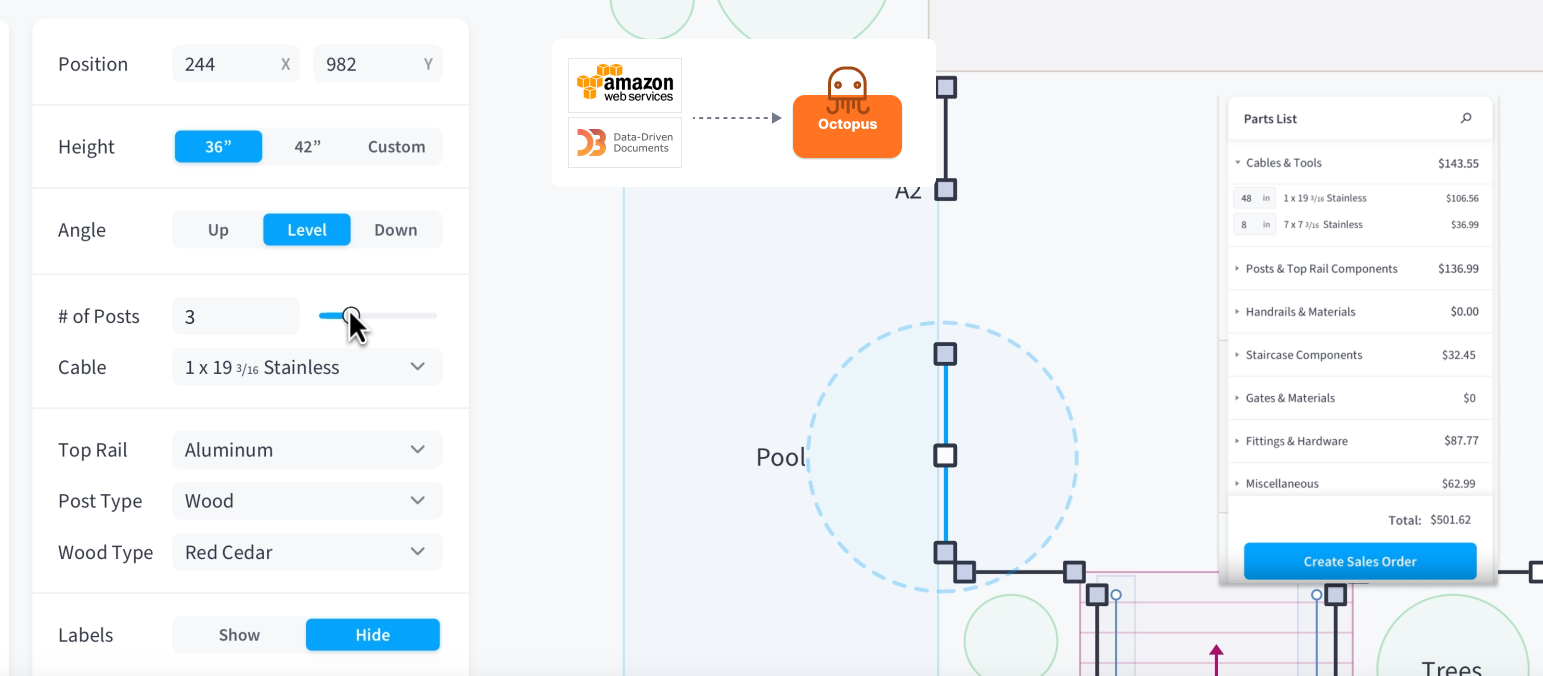 Position
244 X
982 Y
Height
36”
42”
Custom
Angle
Up
Level
Down
# of Posts
3
Cable
1 x 19 3/16 Stainless
Top Rail
Aluminum
Post Type
Wood
Wood Type
Red Cedar
Labels
Show
Hide
amazon
web services
Data-Driven
Documents
Octopus
A2
Pool
Trees
Parts List
Cables & Tools $143.55
48 in 1 x 19 3/16 Stainless $106.56
8 in 7 x 7 3/16 Stainless $36.99
Posts & Top Rail Components $136.99
Handrails & Materials $0.00
Staircase Components $32.45
Gates & Materials $0
Fittings & Hardware $87.77
Miscellaneous $62.99
Total: $501.62
Create Sales Order